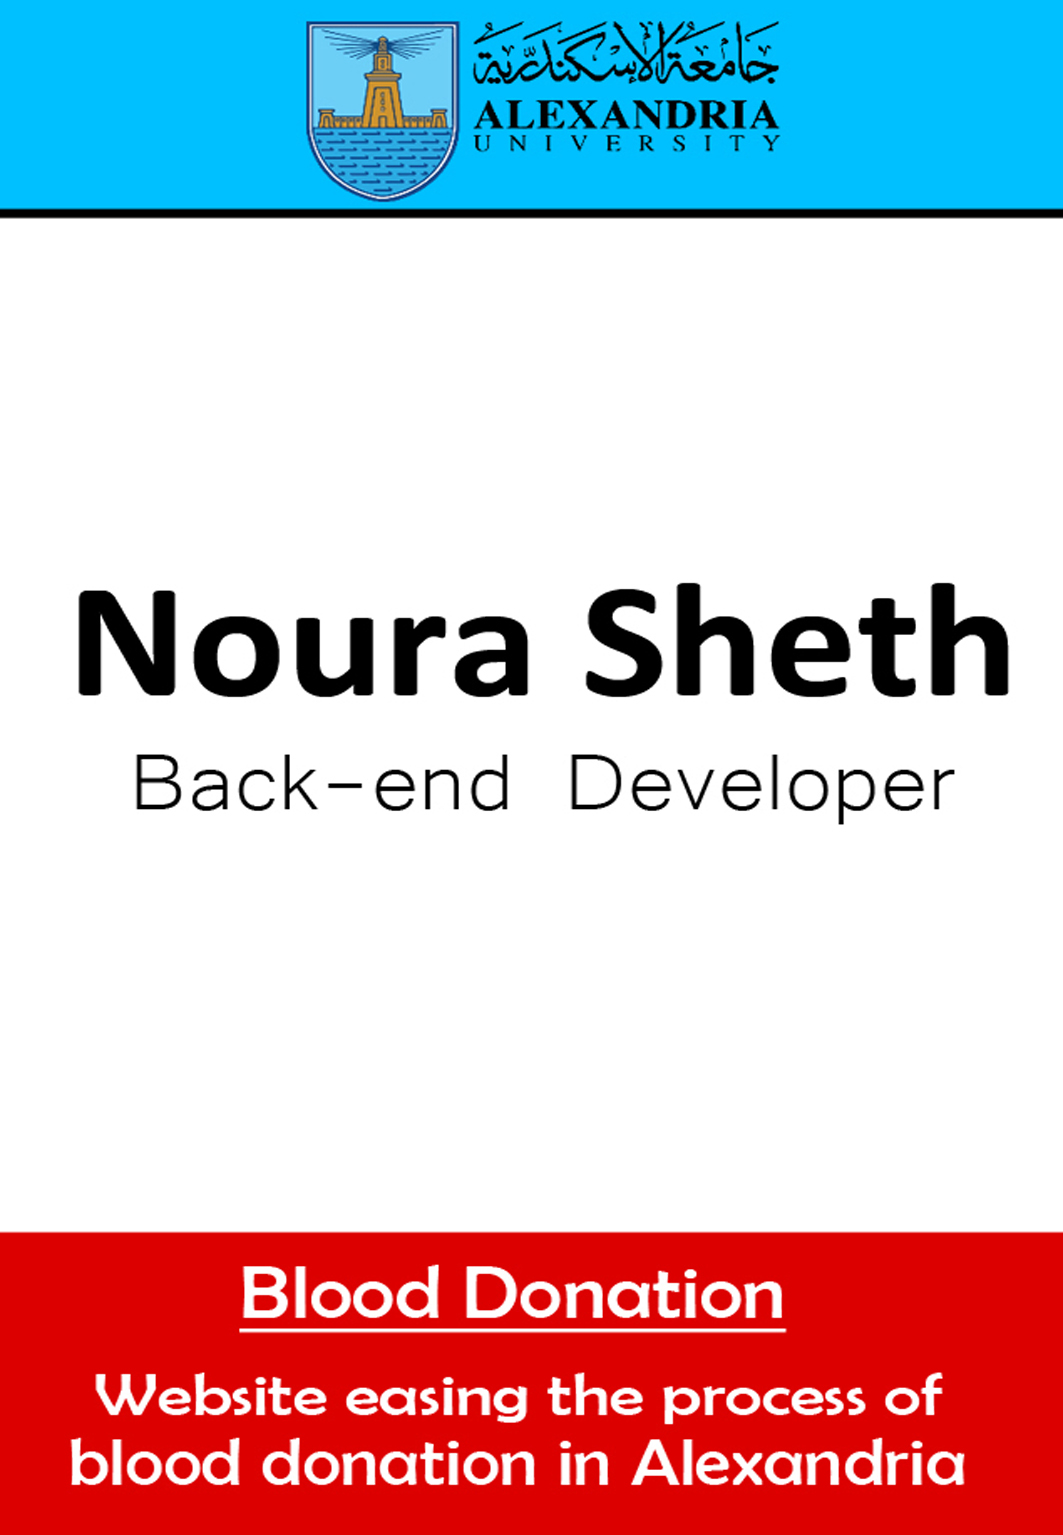 جامعة الإسكندرية
ALEXANDRIA
UNIVERSITY
Noura Sheth
Back-end Developer
Blood Donation
Website easing the process of
blood donation in Alexandria